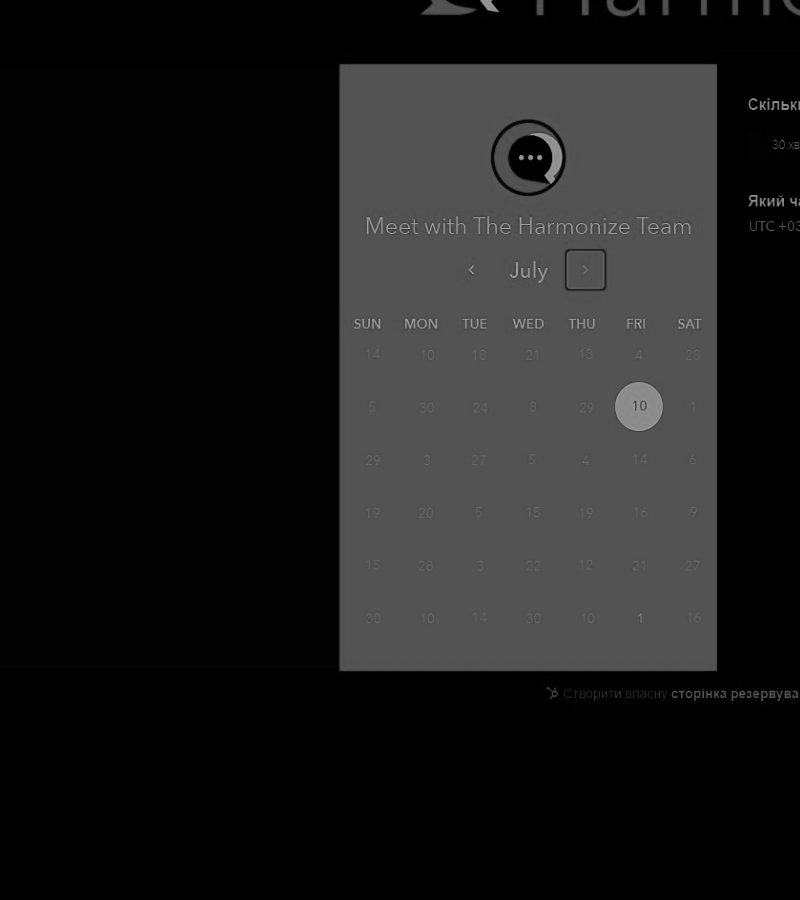 Meet with The Harmonize Team
July
SUN MON TUE WED THU FRI SAT
14 10 18 21 13 4 28
5 30 24 8 29 10 1
29 3 27 5 4 14 6
19 20 5 15 19 16 9
15 28 3 22 12 21 27
30 10 14 30 10 1 16
Скільки
30 хв
Який ча
UTC +03
Створити власну сторінка резервува